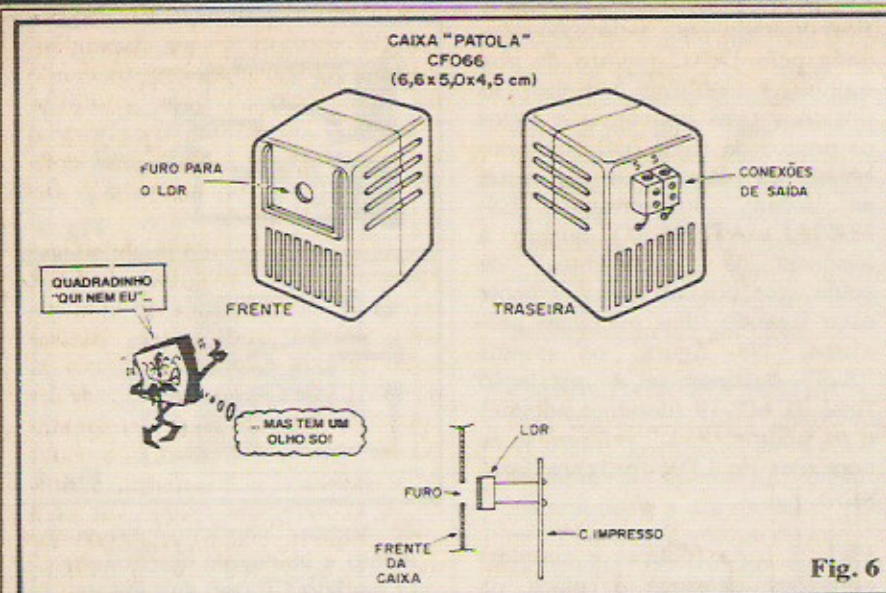 CAIXA "PATOLA"
CF066
(6,6x5,0x4,5 cm)
FURO PARA
O LDR
CONEXÕES
DE SAÍDA
QUADRADINHO
"QUI NEM EU"...
FRENTE
TRASEIRA
...MAS TEM UM
OLHO SO!
LDR
FURO
FRENTE
DA
CAIXA
C.IMPRESSO
Fig. 6